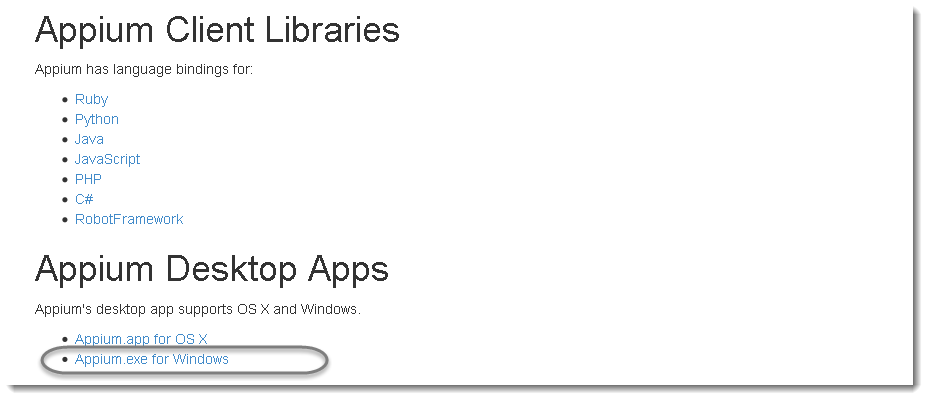 Appium Client Libraries
Appium has language bindings for:
Ruby
Python
Java
JavaScript
PHP
C#
RobotFramework
Appium Desktop Apps
Appium's desktop app supports OS X and Windows.
Appium.app for OS X
Appium.exe for Windows